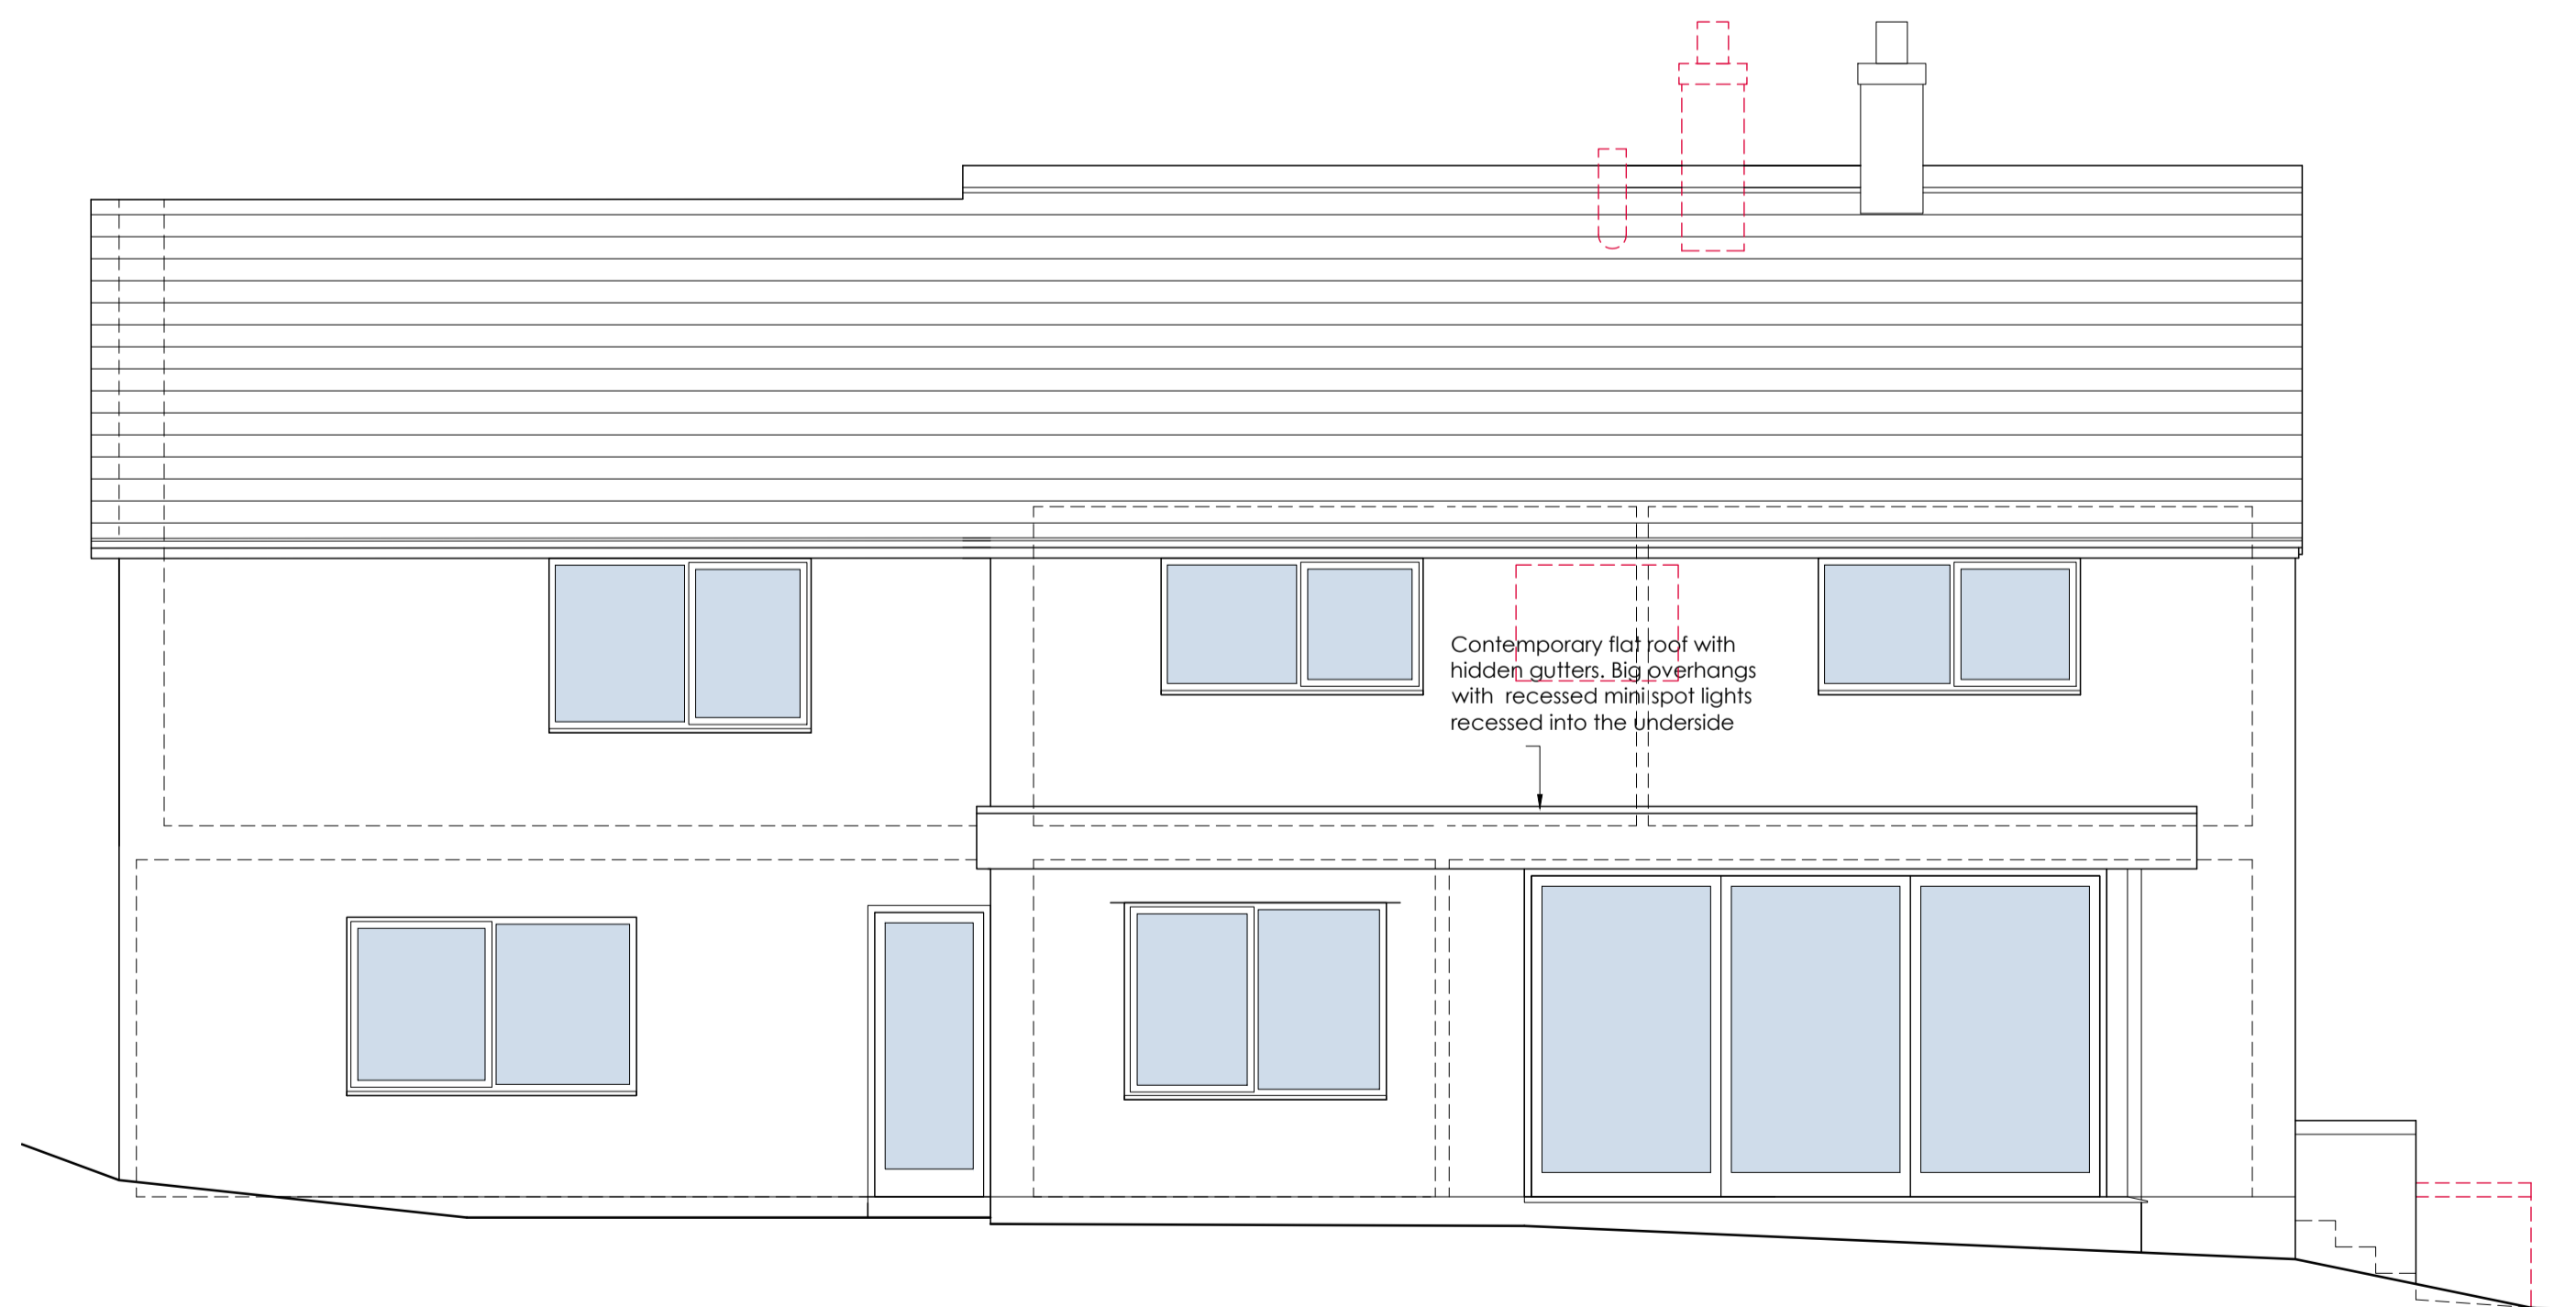 Contemporary flat roof with
hidden gutters. Big overhangs
with recessed mini spot lights
recessed into the underside